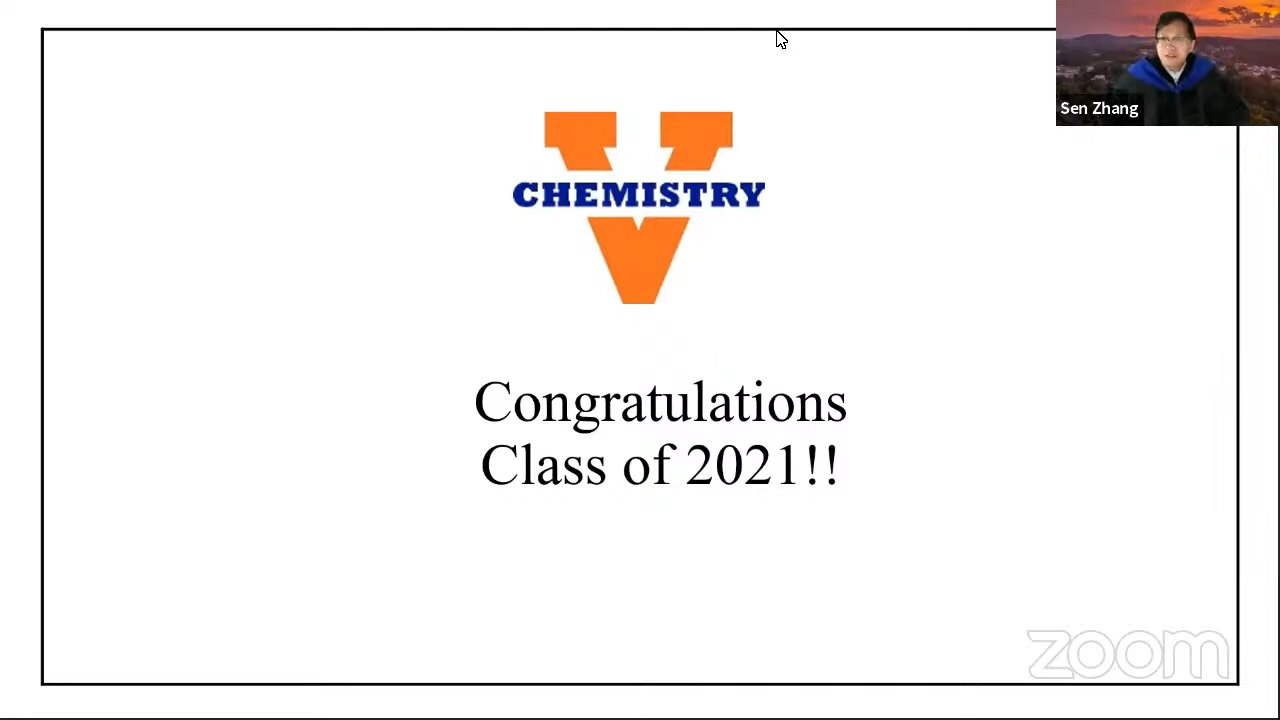 Sen Zhang
CHEMISTRY
Congratulations
Class of 2021!!
zoom